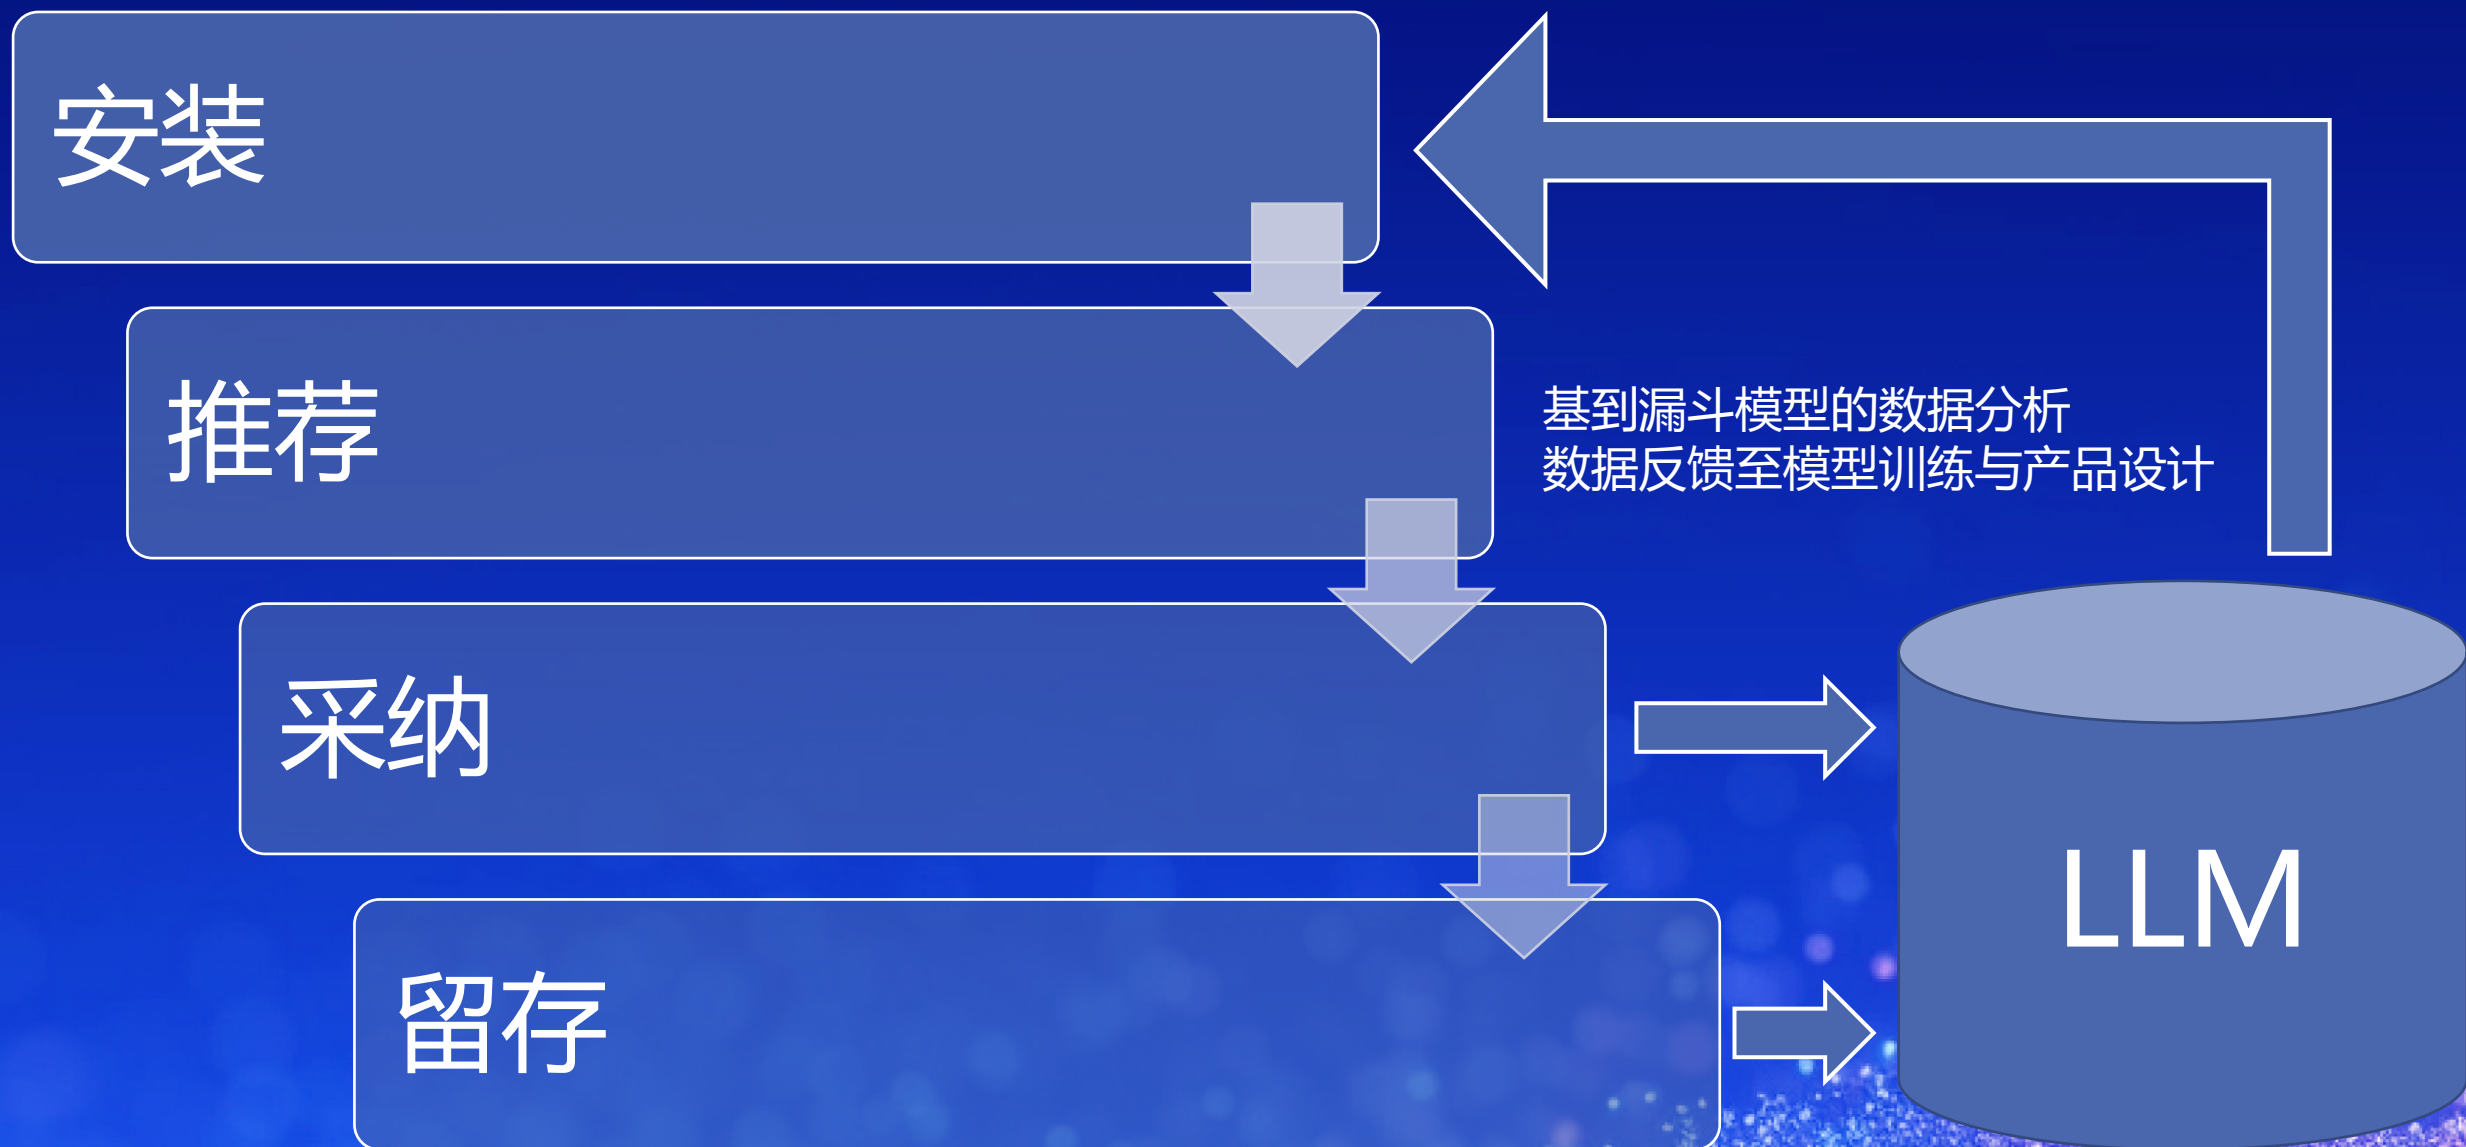 安装
推荐
基到漏斗模型的数据分析
数据反馈至模型训练与产品设计
采纳
LLM
留存